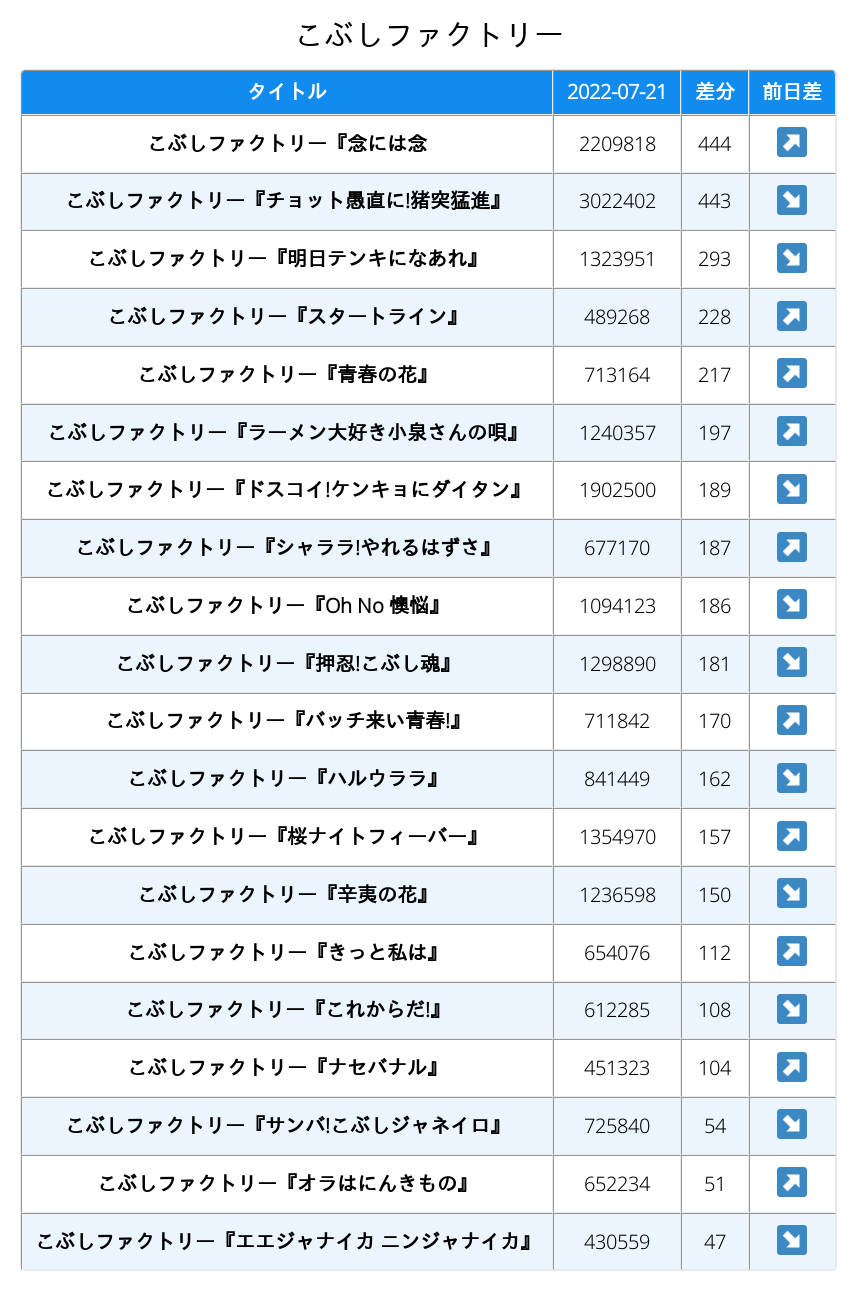 こぶしファクトリー
タイトル 2022-07-21 差分 前日差
こぶしファクトリー『念には念 2209818 444 ↗
こぶしファクトリー『チョット愚直に!猪突猛進』 3022402 443 ↘
こぶしファクトリー『明日テンキになあれ』 1323951 293 ↘
こぶしファクトリー『スタートライン』 489268 228 ↗
こぶしファクトリー『青春の花』 713164 217 ↗
こぶしファクトリー『ラーメン大好き小泉さんの唄』 1240357 197 ↗
こぶしファクトリー『ドスコイ!ケンキョにダイタン』 1902500 189 ↘
こぶしファクトリー『シャララ!やれるはずさ』 677170 187 ↗
こぶしファクトリー『Oh No 懊悩』 1094123 186 ↘
こぶしファクトリー『押忍!こぶし魂』 1298890 181 ↘
こぶしファクトリー『バッチ来い青春!』 711842 170 ↗
こぶしファクトリー『ハルウララ』 841449 162 ↘
こぶしファクトリー『桜ナイトフィーバー』 1354970 157 ↗
こぶしファクトリー『辛夷の花』 1236598 150 ↘
こぶしファクトリー『きっと私は』 654076 112 ↗
こぶしファクトリー『これからだ!』 612285 108 ↘
こぶしファクトリー『ナセバナル』 451323 104 ↗
こぶしファクトリー『サンバ!こぶしジャネイロ』 725840 54 ↘
こぶしファクトリー『オラはにんきもの』 652234 51 ↗
こぶしファクトリー『エエジャナイカ ニンジャナイカ』 430559 47 ↘